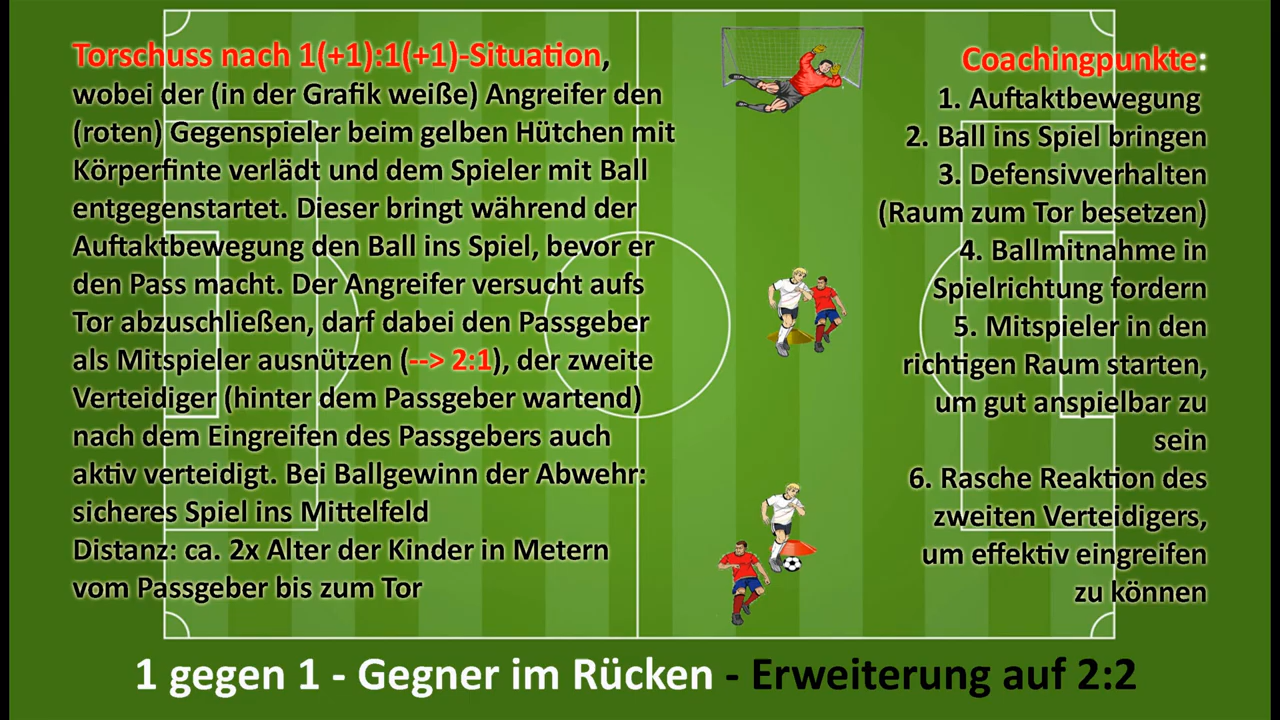 Torschuss nach 1(+1):1(+1)-Situation,
wobei der (in der Grafik weiße) Angreifer den
(roten) Gegenspieler beim gelben Hütchen mit
Körperfinte verlädt und dem Spieler mit Ball
entgegenstartet. Dieser bringt während der
Auftaktbewegung den Ball ins Spiel, bevor er
den Pass macht. Der Angreifer versucht aufs
Tor abzuschließen, darf dabei den Passgeber
als Mitspieler ausnützen (--> 2:1), der zweite
Verteidiger (hinter dem Passgeber wartend)
nach dem Eingreifen des Passgebers auch
aktiv verteidigt. Bei Ballgewinn der Abwehr:
sicheres Spiel ins Mittelfeld
Distanz: ca. 2x Alter der Kinder in Metern
vom Passgeber bis zum Tor
Coachingpunkte:
1. Auftaktbewegung
2. Ball ins Spiel bringen
3. Defensivverhalten
(Raum zum Tor besetzen)
4. Ballmitnahme in
Spielrichtung fordern
5. Mitspieler in den
richtigen Raum starten,
um gut anspielbar zu
sein
6. Rasche Reaktion des
zweiten Verteidigers,
um effektiv eingreifen
zu können
1 gegen 1 - Gegner im Rücken - Erweiterung auf 2:2